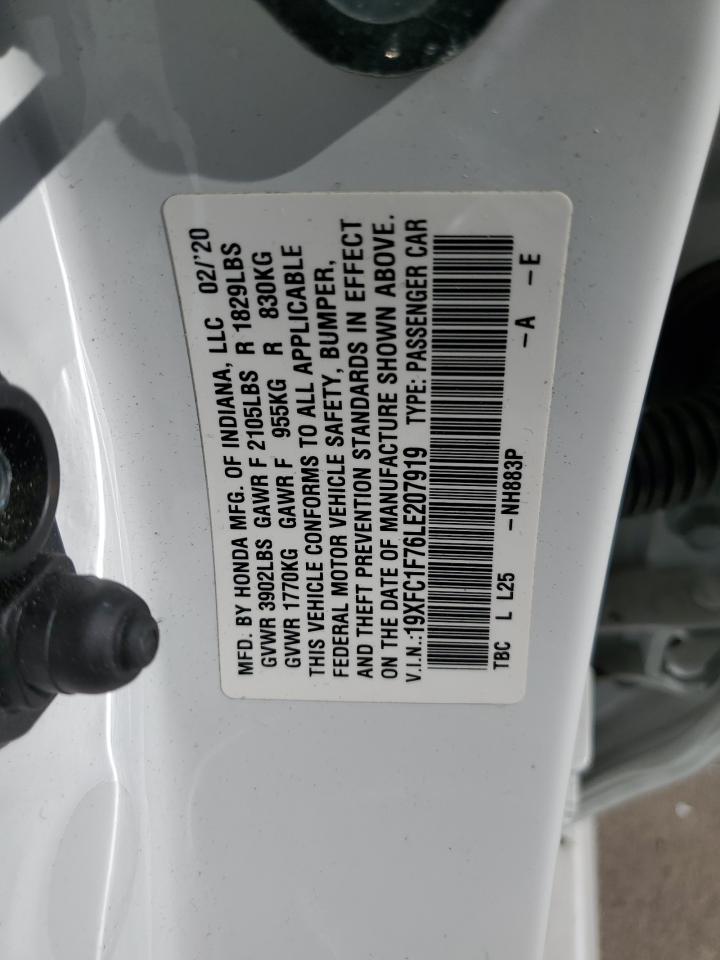 MFD. BY HONDA MFG. OF INDIANA, LLC 02/'20
GVWR 3902LBS GAWR F 2105LBS R 1829LBS
GVWR 1770KG GAWR F 955KG R 830KG
THIS VEHICLE CONFORMS TO ALL APPLICABLE
FEDERAL MOTOR VEHICLE SAFETY, BUMPER,
AND THEFT PREVENTION STANDARDS IN EFFECT
ON THE DATE OF MANUFACTURE SHOWN ABOVE.
V.I.N.:19XFC1F76LE207919 TYPE: PASSENGER CAR
TBC L L25 -NH883P -A -E